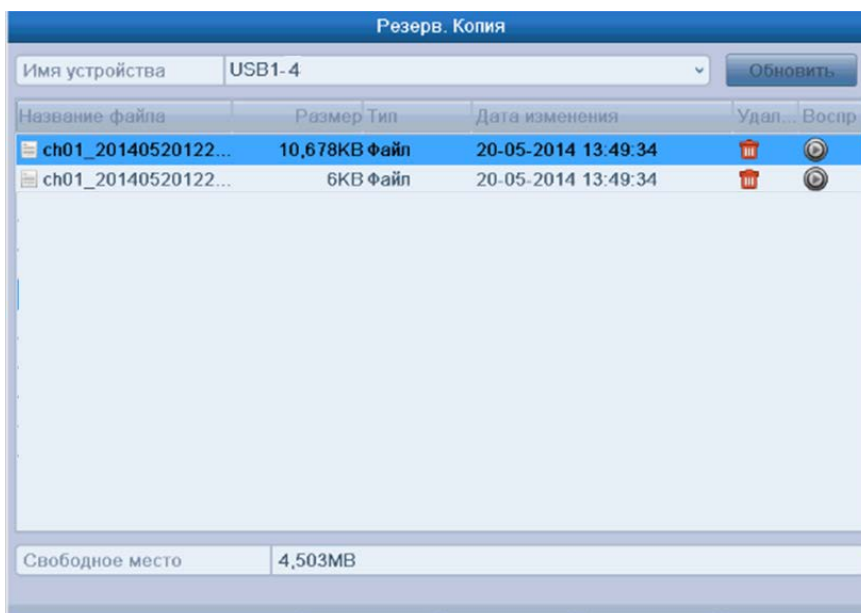 Резерв. Копия
Имя устройства USB1-4 Обновить
Название файла Размер Тип Дата изменения Удал... Воспр
ch01_20140520122... 10,678KB Файл 20-05-2014 13:49:34
ch01_20140520122... 6KB Файл 20-05-2014 13:49:34
Свободное место 4,503MB